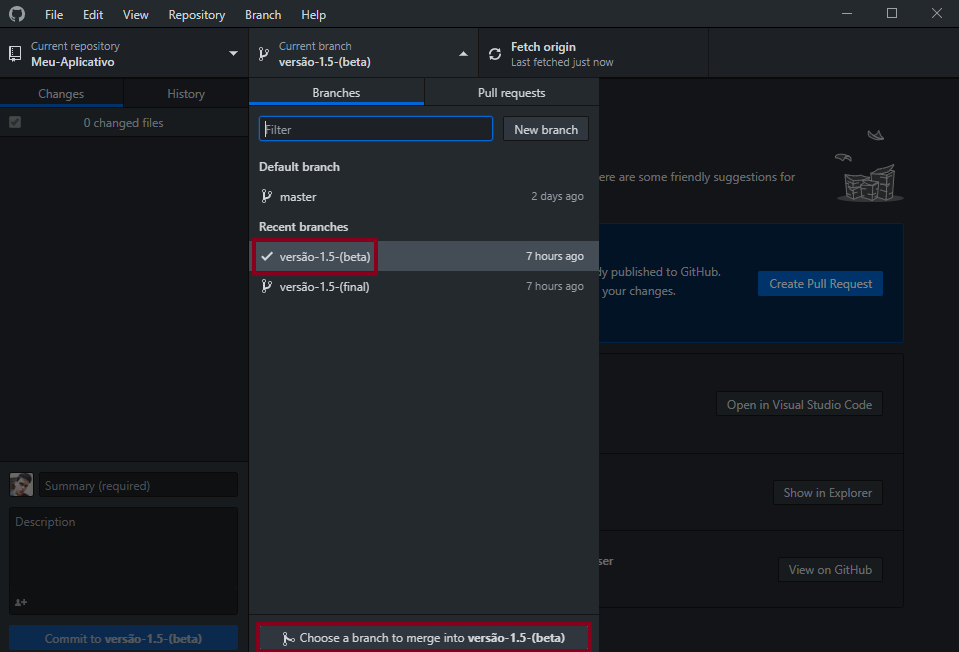 File Edit View Repository Branch Help
Current repository
Meu-Aplicativo
Current branch
versão-1.5-(beta)
Fetch origin
Last fetched just now
Changes
History
0 changed files
Branches
Pull requests
Filter
New branch
Default branch
master
2 days ago
Recent branches
versão-1.5-(beta)
7 hours ago
versão-1.5-(final)
7 hours ago
Choose a branch to merge into versão-1.5-(beta)
Summary (required)
Description
Commit to versão-1.5-(beta)
ere are some friendly suggestions for
y published to GitHub.
your changes.
Create Pull Request
Open in Visual Studio Code
Show in Explorer
ser
View on GitHub